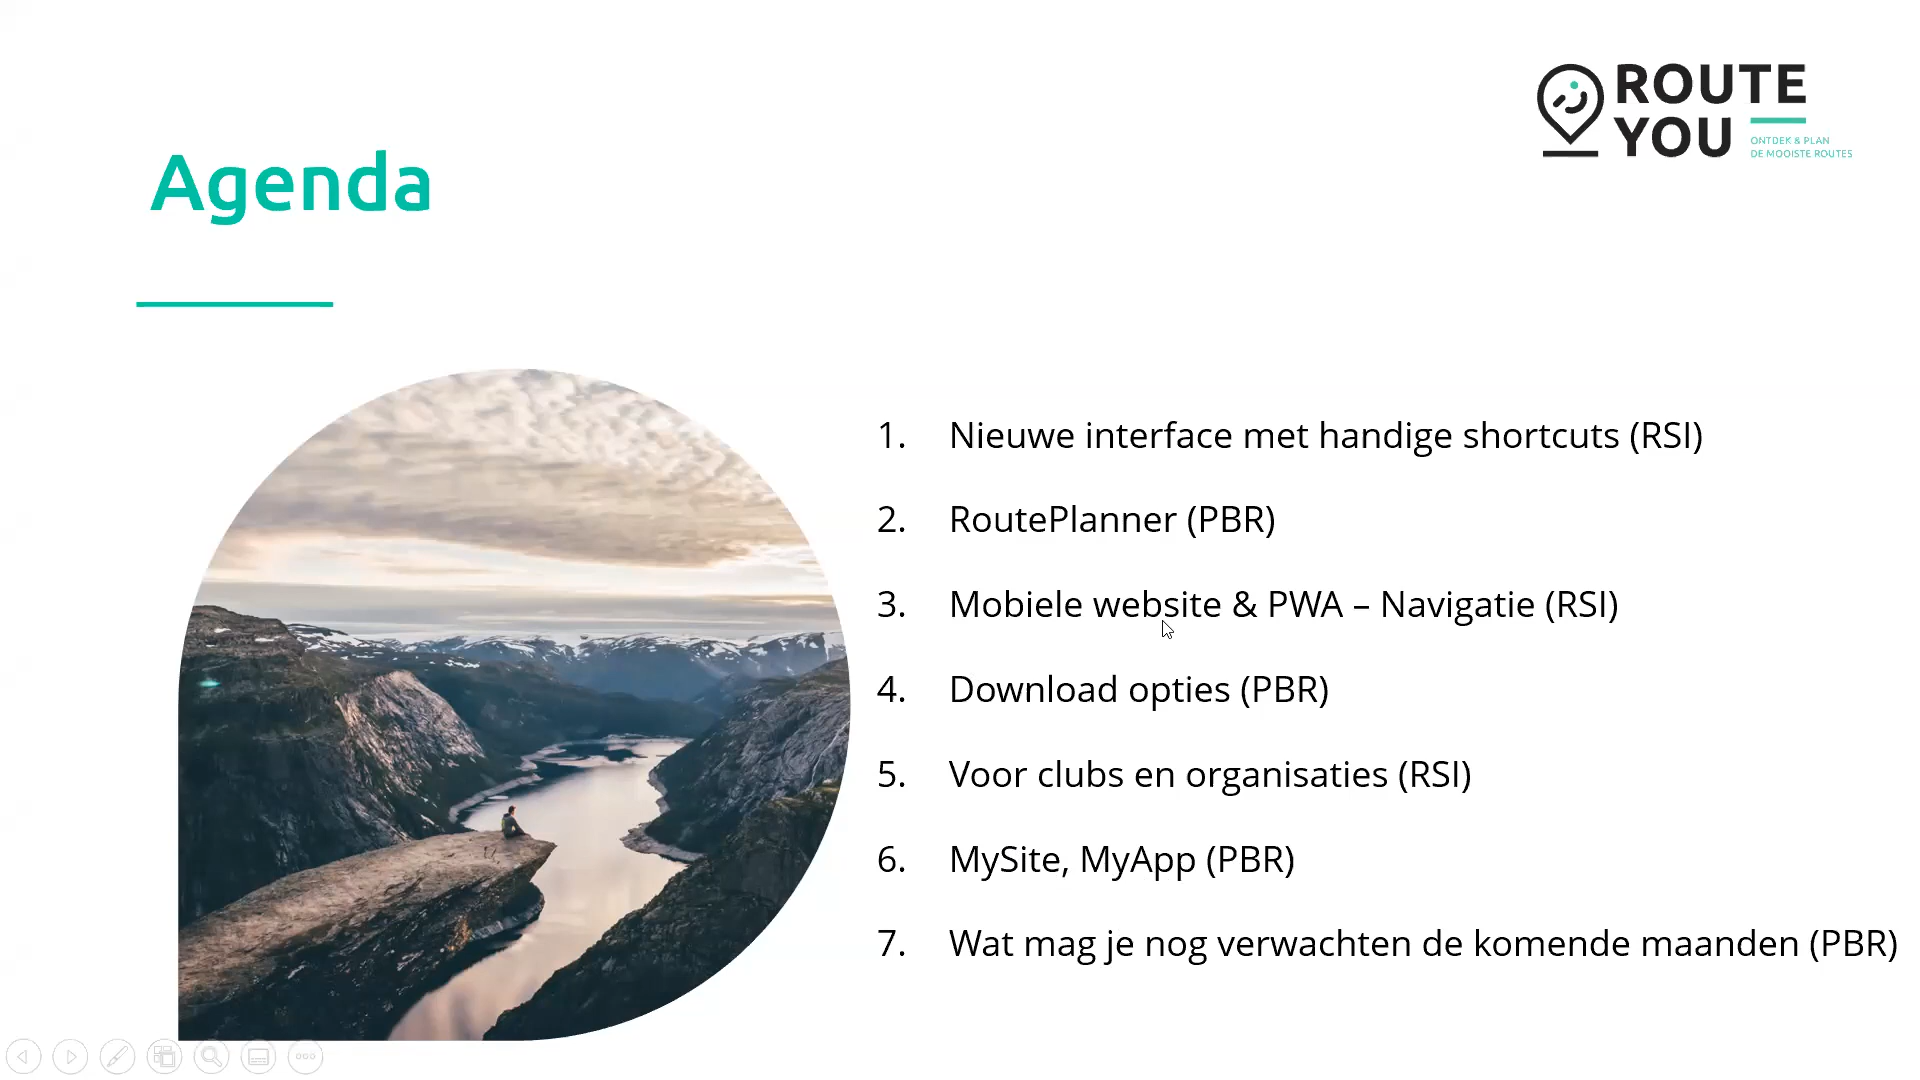 ROUTE
YOU
ONTDEK & PLAN
DE MOOISTE ROUTES
Agenda
1. Nieuwe interface met handige shortcuts (RSI)
2. RoutePlanner (PBR)
3. Mobiele website & PWA – Navigatie (RSI)
4. Download opties (PBR)
5. Voor clubs en organisaties (RSI)
6. MySite, MyApp (PBR)
7. Wat mag je nog verwachten de komende maanden (PBR)